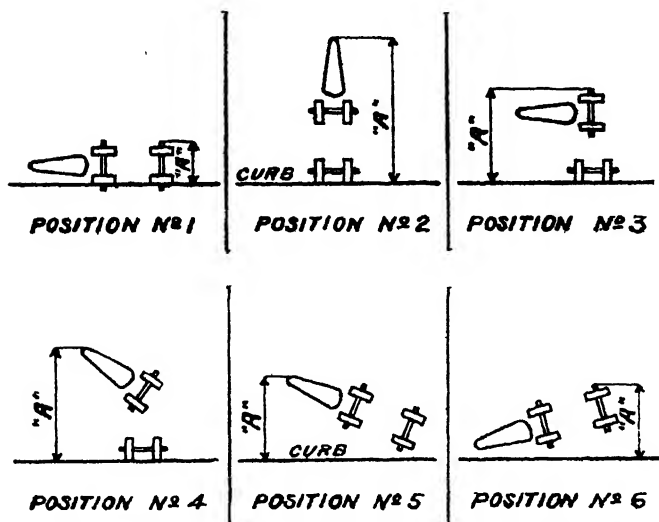 "A"
POSITION Nº 1
"A"
CURB
POSITION Nº 2
"A"
POSITION Nº 3
"A"
POSITION Nº 4
"A"
CURB
POSITION Nº 5
"A"
POSITION Nº 6